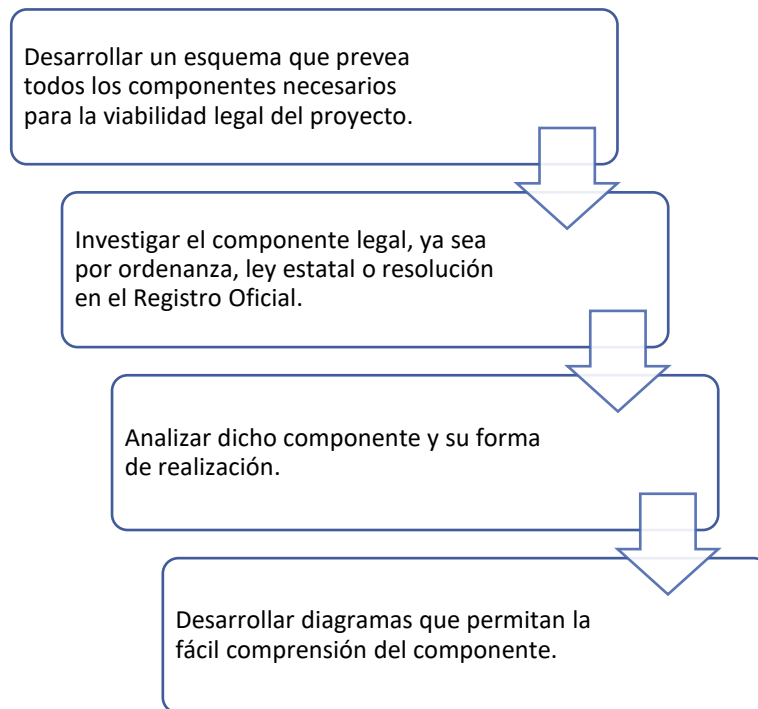 Desarrollar un esquema que prevea
todos los componentes necesarios
para la viabilidad legal del proyecto.
Investigar el componente legal, ya sea
por ordenanza, ley estatal o resolución
en el Registro Oficial.
Analizar dicho componente y su forma
de realización.
Desarrollar diagramas que permitan la
fácil comprensión del componente.